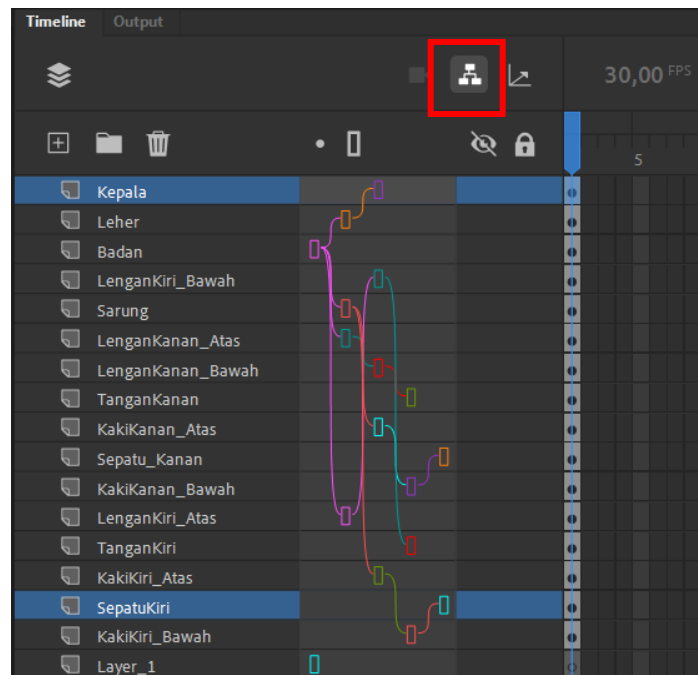 Timeline Output
30,00 FPS
5
Kepala
Leher
Badan
LenganKiri_Bawah
Sarung
LenganKanan_Atas
LenganKanan_Bawah
TanganKanan
KakiKanan_Atas
Sepatu_Kanan
KakiKanan_Bawah
LenganKiri_Atas
TanganKiri
KakiKiri_Atas
SepatuKiri
KakiKiri_Bawah
Layer_1